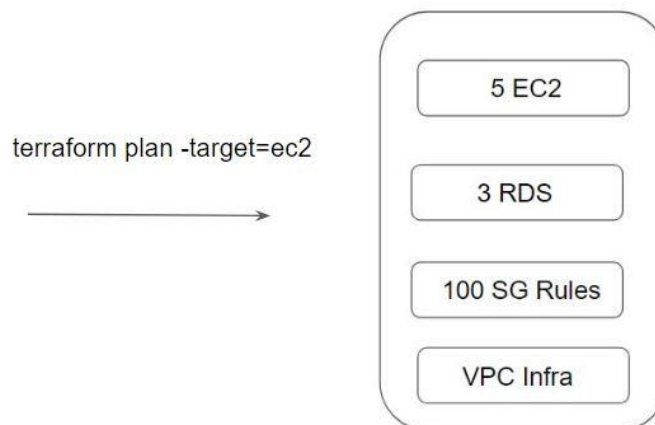 5 EC2
terraform plan -target=ec2
3 RDS
100 SG Rules
VPC Infra